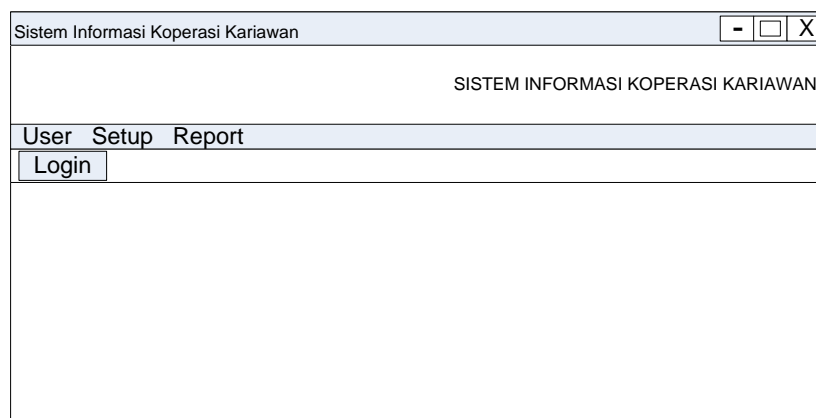 Sistem Informasi Koperasi Kariawan - X
SISTEM INFORMASI KOPERASI KARIAWAN
User Setup Report
Login